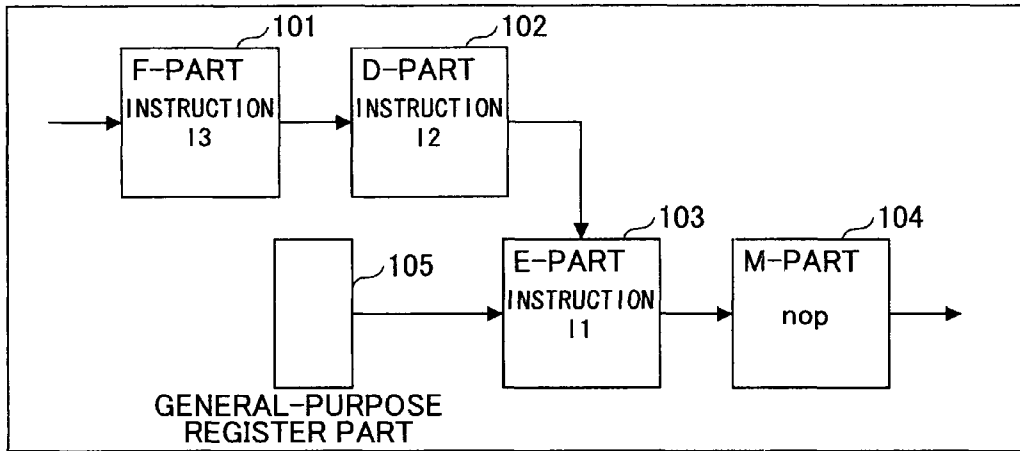 101
102
F-PART
INSTRUCTION
I3
D-PART
INSTRUCTION
I2
103
104
105
E-PART
INSTRUCTION
I1
M-PART
nop
GENERAL-PURPOSE
REGISTER PART